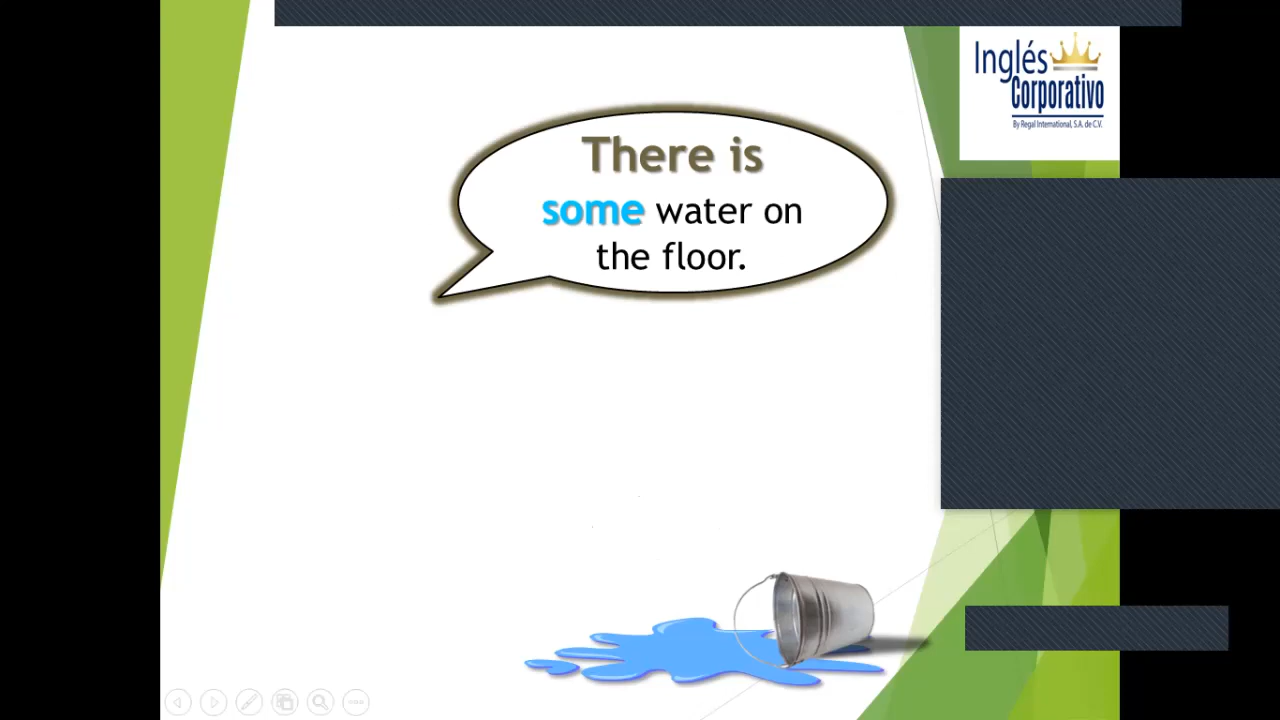 Inglés
Corporativo
By Regal International, S.A. de C.V.
There is
some water on
the floor.